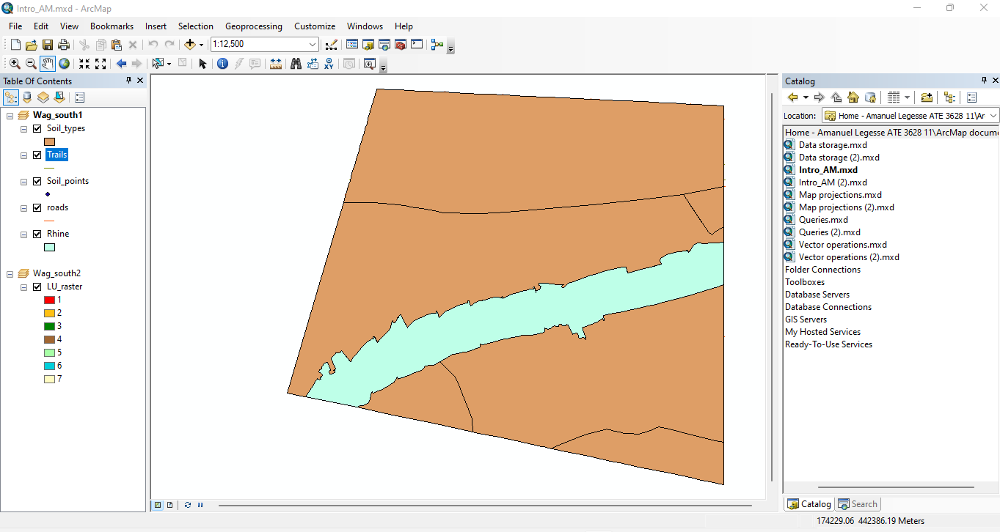 Intro_AM.mxd - ArcMap
File Edit View Bookmarks Insert Selection Geoprocessing Customize Windows Help
1:12,500
Table Of Contents
Wag_south1
Soil_types
Trails
Soil_points
roads
Rhine
Wag_south2
LU_raster
1
2
3
4
5
6
7
Catalog
Location: Home - Amanuel Legesse ATE 3628 11\Ar
Home - Amanuel Legesse ATE 3628 11\ArcMap docume
Data storage.mxd
Data storage (2).mxd
Intro_AM.mxd
Intro_AM (2).mxd
Map projections.mxd
Map projections (2).mxd
Queries.mxd
Queries (2).mxd
Vector operations.mxd
Vector operations (2).mxd
Folder Connections
Toolboxes
Database Servers
Database Connections
GIS Servers
My Hosted Services
Ready-To-Use Services
Catalog Search
174229.06 442386.19 Meters